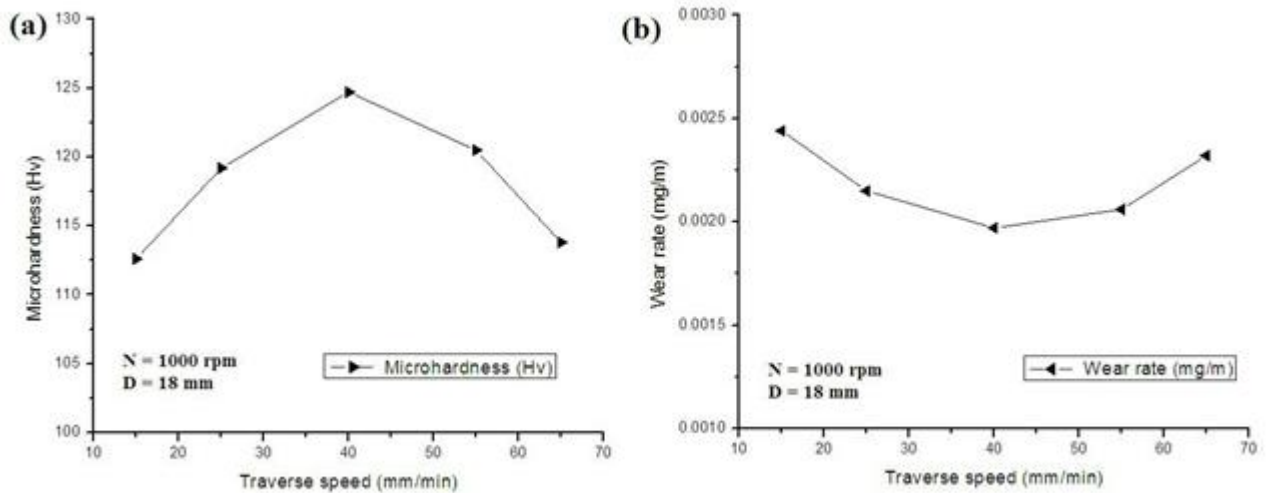 (a)
130
125
120
115
110
105
100
Microhardness (Hv)
N = 1000 rpm
D = 18 mm
Microhardness (Hv)
10 20 30 40 50 60 70
Traverse speed (mm/min)
(b)
0.0030
0.0025
0.0020
0.0015
0.0010
Wear rate (mg/m)
N = 1000 rpm
D = 18 mm
Wear rate (mg/m)
10 20 30 40 50 60 70
Traverse speed (mm/min)